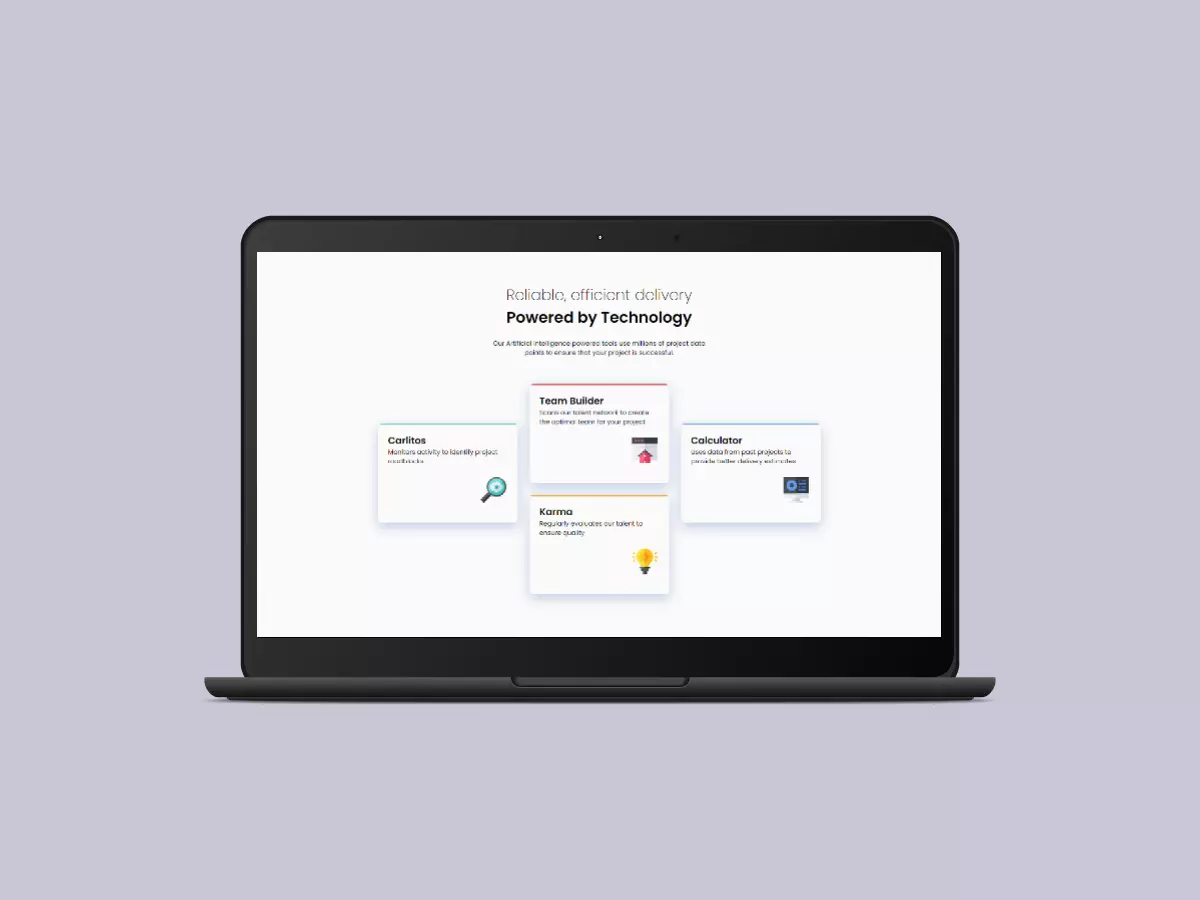 Reliable, efficient delivery
Powered by Technology
Our Artificial Intelligence powered tools use millions of project data
points to ensure that your project is successful
Team Builder
Scans our talent network to create
the optimal team for your project
Carlitos
Monitors activity to identify project
roadblocks
Calculator
Uses data from past projects to
provide better delivery estimates
Karma
Regularly evaluates our talent to
ensure quality